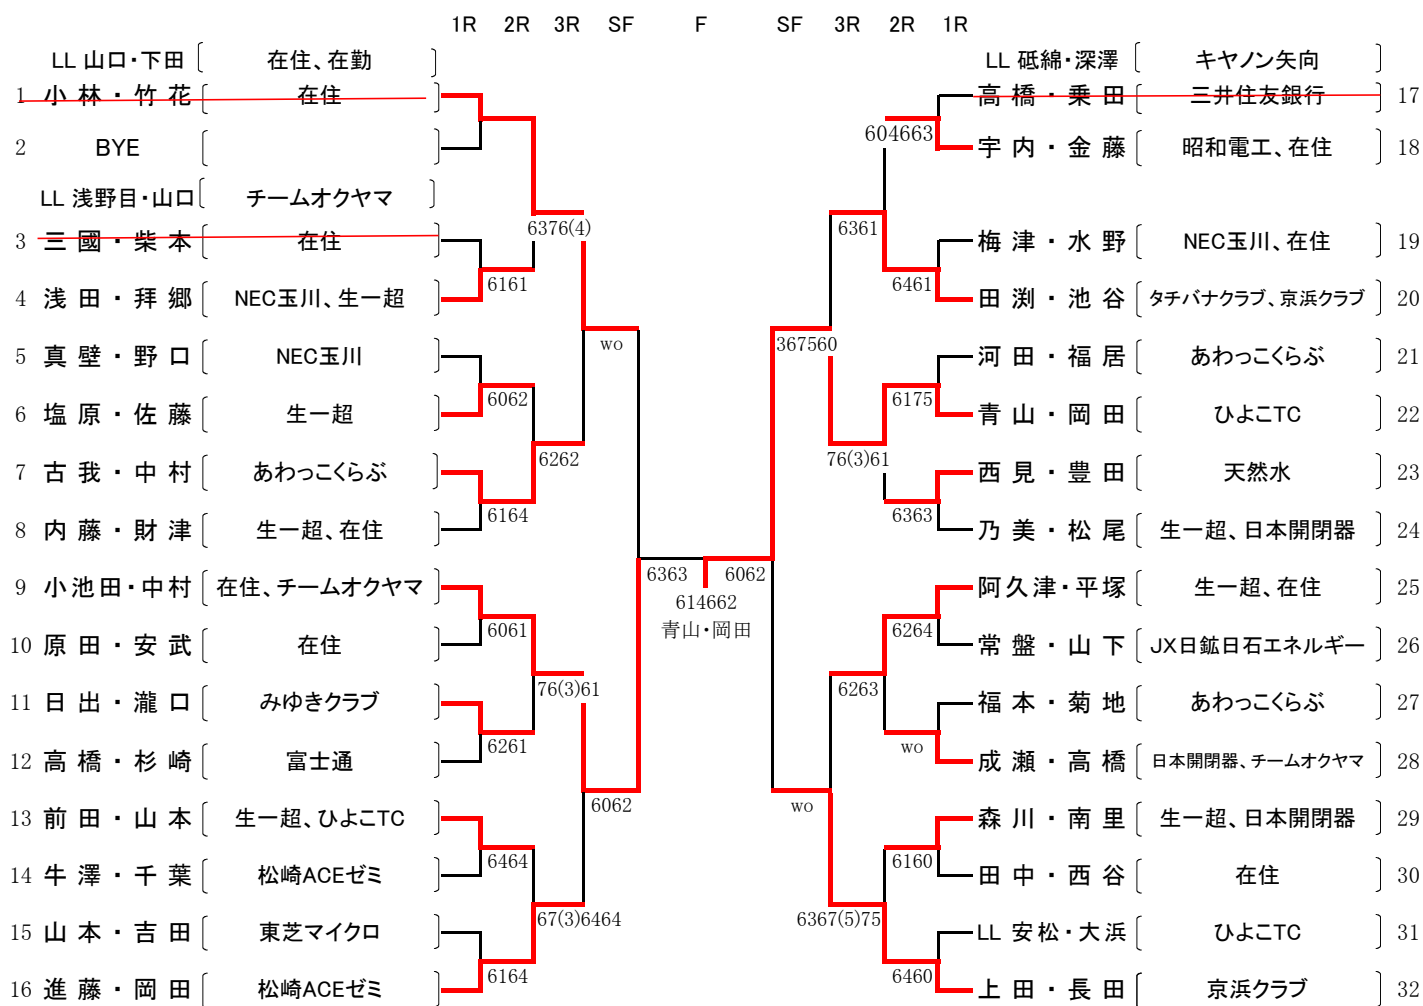 1R 2R 3R SF F SF 3R 2R 1R
LL 山口・下田 在住、在勤
1 小林・竹花 在住
2 BYE
LL 浅野目・山口 チームオクヤマ
3 三國・柴本 在住
6376(4)
4 浅田・拝郷 NEC玉川、生一超
6161
5 真壁・野口 NEC玉川
wo
6 塩原・佐藤 生一超
6062
7 古我・中村 あわっこくらぶ
6262
8 内藤・財津 生一超、在住
6164
9 小池田・中村 在住、チームオクヤマ
10 原田・安武 在住
6061
11 日出・瀧口 みゆきクラブ
76(3)61
12 高橋・杉崎 富士通
6261
13 前田・山本 生一超、ひよこTC
6062
14 牛澤・千葉 松崎ACEゼミ
6464
15 山本・吉田 東芝マイクロ
67(3)6464
16 進藤・岡田 松崎ACEゼミ
6164
6363 6062
614662
青山・岡田
LL 砥綿・深澤 キヤノン矢向
高橋・乗田 三井住友銀行 17
604663
宇内・金藤 昭和電工、在住 18
6361
梅津・水野 NEC玉川、在住 19
6461
田渕・池谷 タチバナクラブ、京浜クラブ 20
367560
河田・福居 あわっこくらぶ 21
6175
青山・岡田 ひよこTC 22
76(3)61
西見・豊田 天然水 23
6363
乃美・松尾 生一超、日本開閉器 24
阿久津・平塚 生一超、在住 25
6264
常盤・山下 JX日鉱日石エネルギー 26
6263
福本・菊地 あわっこくらぶ 27
wo
成瀬・高橋 日本開閉器、チームオクヤマ 28
wo
森川・南里 生一超、日本開閉器 29
6160
田中・西谷 在住 30
6367(5)75
LL 安松・大浜 ひよこTC 31
6460
上田・長田 京浜クラブ 32